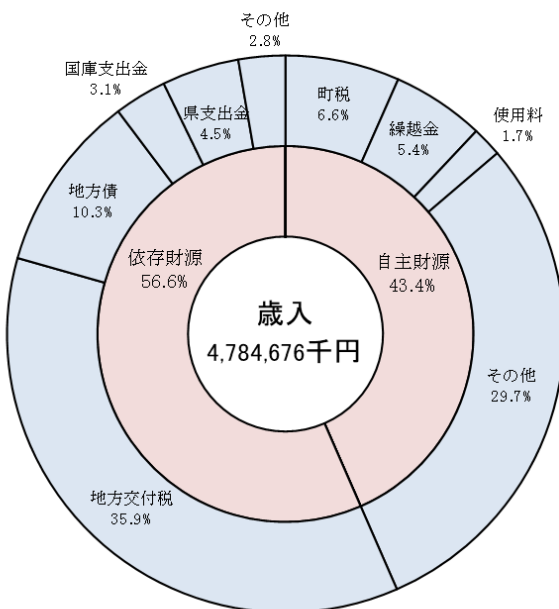 その他
2.8%
国庫支出金
3.1%
県支出金
4.5%
町税
6.6%
繰越金
5.4%
使用料
1.7%
地方債
10.3%
依存財源
56.6%
自主財源
43.4%
歳入
4,784,676千円
その他
29.7%
地方交付税
35.9%